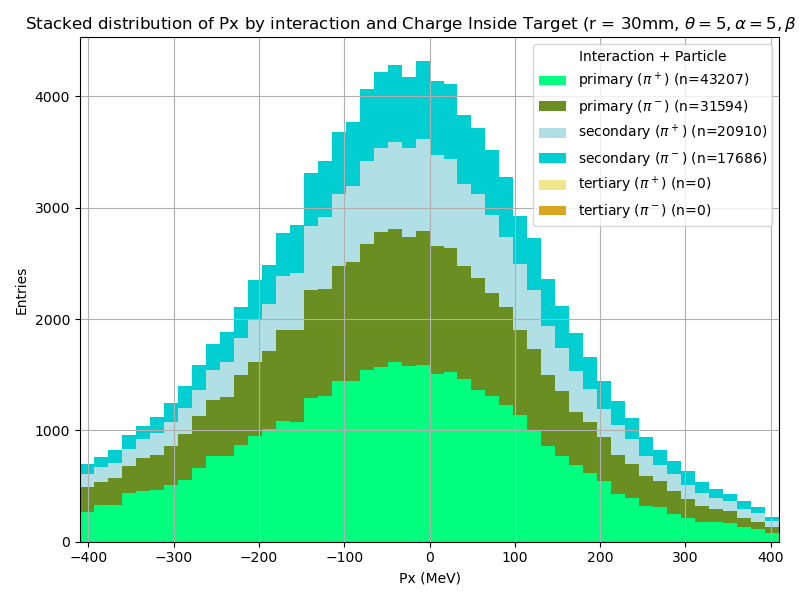 Stacked distribution of Px by interaction and Charge Inside Target (r = 30mm, θ = 5, α = 5, β
Interaction + Particle
primary (π⁺) (n=43207)
primary (π⁻) (n=31594)
secondary (π⁺) (n=20910)
secondary (π⁻) (n=17686)
tertiary (π⁺) (n=0)
tertiary (π⁻) (n=0)
Entries
4000
3000
2000
1000
0
−400 −300 −200 −100 0 100 200 300 400
Px (MeV)